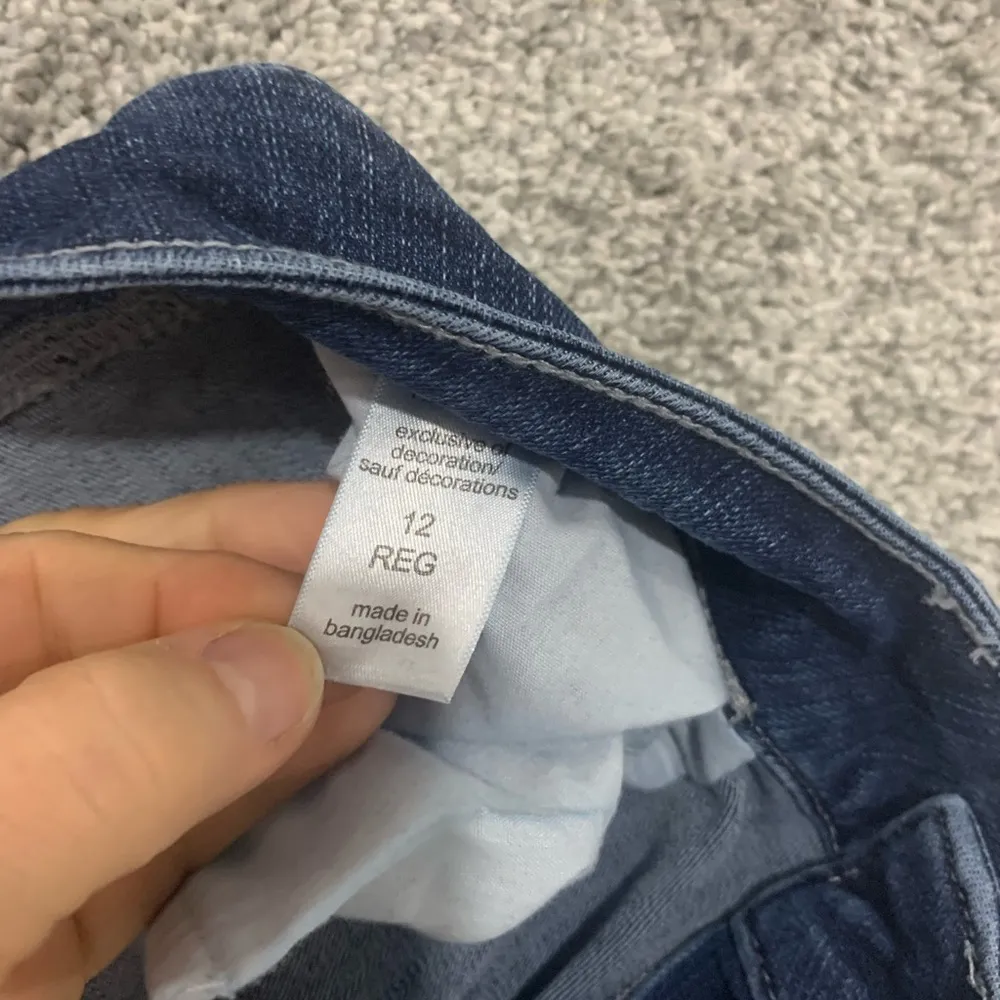 exclusive of
decoration/
sauf décorations
12
REG
made in
bangladesh